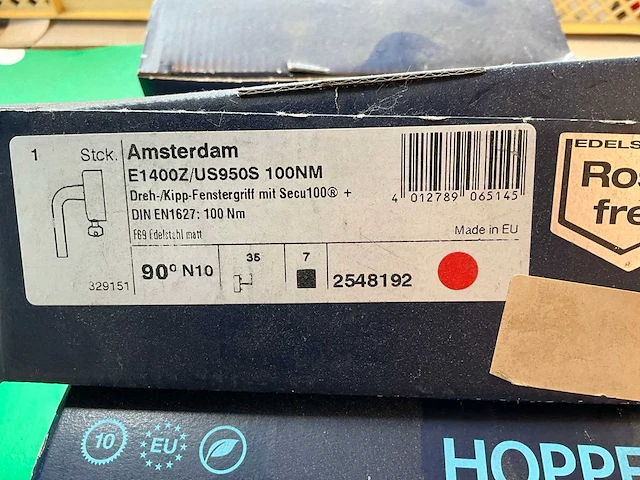 1 Stck.
Amsterdam
E1400Z/US950S 100NM
Dreh-/Kipp-Fenstergriff mit Secu100® +
DIN EN1627: 100 Nm
F69 Edelstahl matt
4 012789 065145
Made in EU
329151
90° N10
35
7
2548192
EDELS
Ros
fre
10
EU
HOPPE